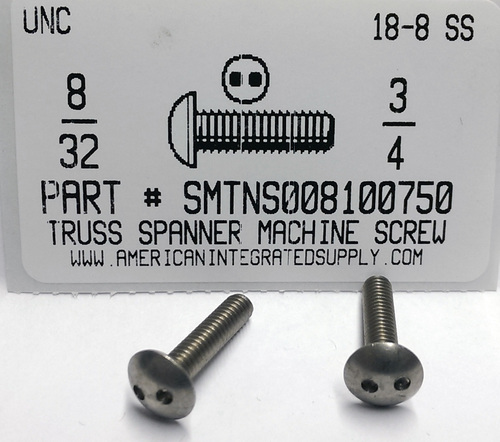 UNC 18-8 SS
8 3
32 4
PART # SMTNS008100750
TRUSS SPANNER MACHINE SCREW
WWW.AMERICANINTEGRATEDSUPPLY.COM